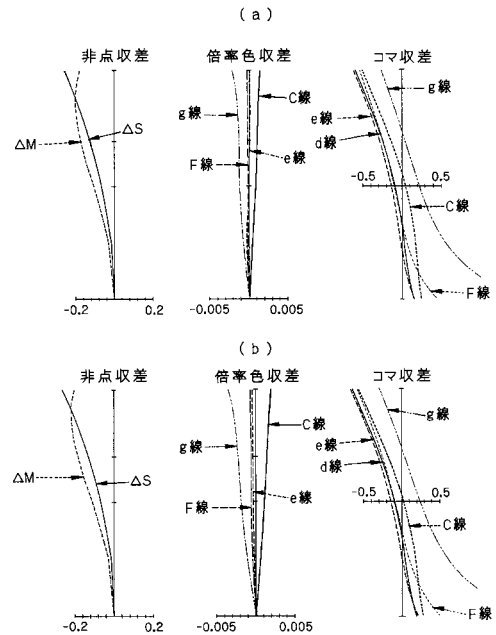 (a)
非点収差
倍率色収差
コマ収差
g線
C線
g線
e線
d線
ΔS
ΔM
e線
F線
-0.5
0.5
C線
F線
-0.2
0.2
-0.005
0.005
(b)
非点収差
倍率色収差
コマ収差
g線
C線
g線
e線
d線
ΔM
ΔS
e線
F線
-0.5
0.5
C線
F線
-0.2
0.2
-0.005
0.005